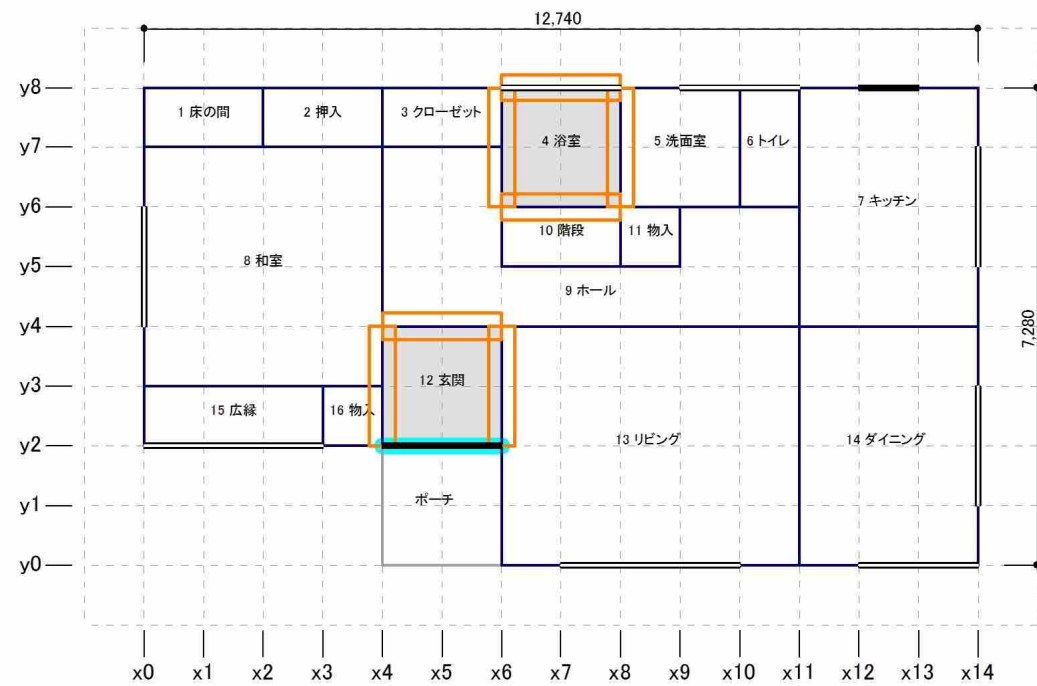 12,740
y8
1 床の間
2 押入
3 クローゼット
4 浴室
5 洗面室
6 トイレ
y7
7 キッチン
y6
10 階段
11 物入
8 和室
y5
9 ホール
y4
7,280
12 玄関
y3
15 広縁
16 物入
13 リビング
14 ダイニング
y2
ポーチ
y1
y0
x0 x1 x2 x3 x4 x5 x6 x7 x8 x9 x10 x11 x12 x13 x14